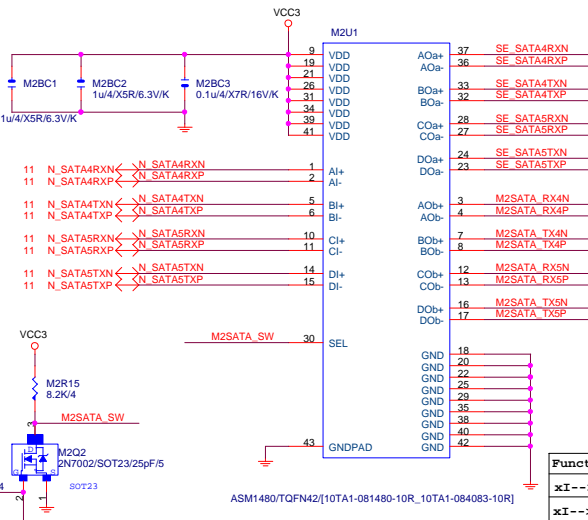 VCC3
M2U1
9 VDD AOa+ 37 SE_SATA4RXN
19 VDD AOa- 36 SE_SATA4RXP
21 VDD
26 VDD BOa+ 33 SE_SATA4TXN
31 VDD BOa- 32 SE_SATA4TXP
34 VDD
39 VDD COa+ 28 SE_SATA5RXN
41 VDD COa- 27 SE_SATA5RXP
M2BC1
1u/4/X5R/6.3V/K
M2BC2
1u/4/X5R/6.3V/K
M2BC3
0.1u/4/X7R/16V/K
DOa+ 24 SE_SATA5TXN
DOa- 23 SE_SATA5TXP
11 N_SATA4RXN N_SATA4RXN 1 AI+
11 N_SATA4RXP N_SATA4RXP 2 AI-
11 N_SATA4TXN N_SATA4TXN 5 BI+ AOb+ 3 M2SATA_RX4N
11 N_SATA4TXP N_SATA4TXP 6 BI- AOb- 4 M2SATA_RX4P
11 N_SATA5RXN N_SATA5RXN 10 CI+ BOb+ 7 M2SATA_TX4N
11 N_SATA5RXP N_SATA5RXP 11 CI- BOb- 8 M2SATA_TX4P
11 N_SATA5TXN N_SATA5TXN 14 DI+ COb+ 12 M2SATA_RX5N
11 N_SATA5TXP N_SATA5TXP 15 DI- COb- 13 M2SATA_RX5P
DOb+ 16 M2SATA_TX5N
DOb- 17 M2SATA_TX5P
M2SATA_SW 30 SEL
GND 18
GND 20
GND 22
GND 25
GND 29
GND 35
GND 38
GND 40
43 GNDPAD GND 42
VCC3
M2R15
8.2K/4
M2SATA_SW
3
D
G
S
M2Q2
2N7002/SOT23/25pF/5
SOT23
4
2
1
ASM1480/TQFN42/[10TA1-081480-10R_10TA1-084083-10R]
Funct
xI--
xI--